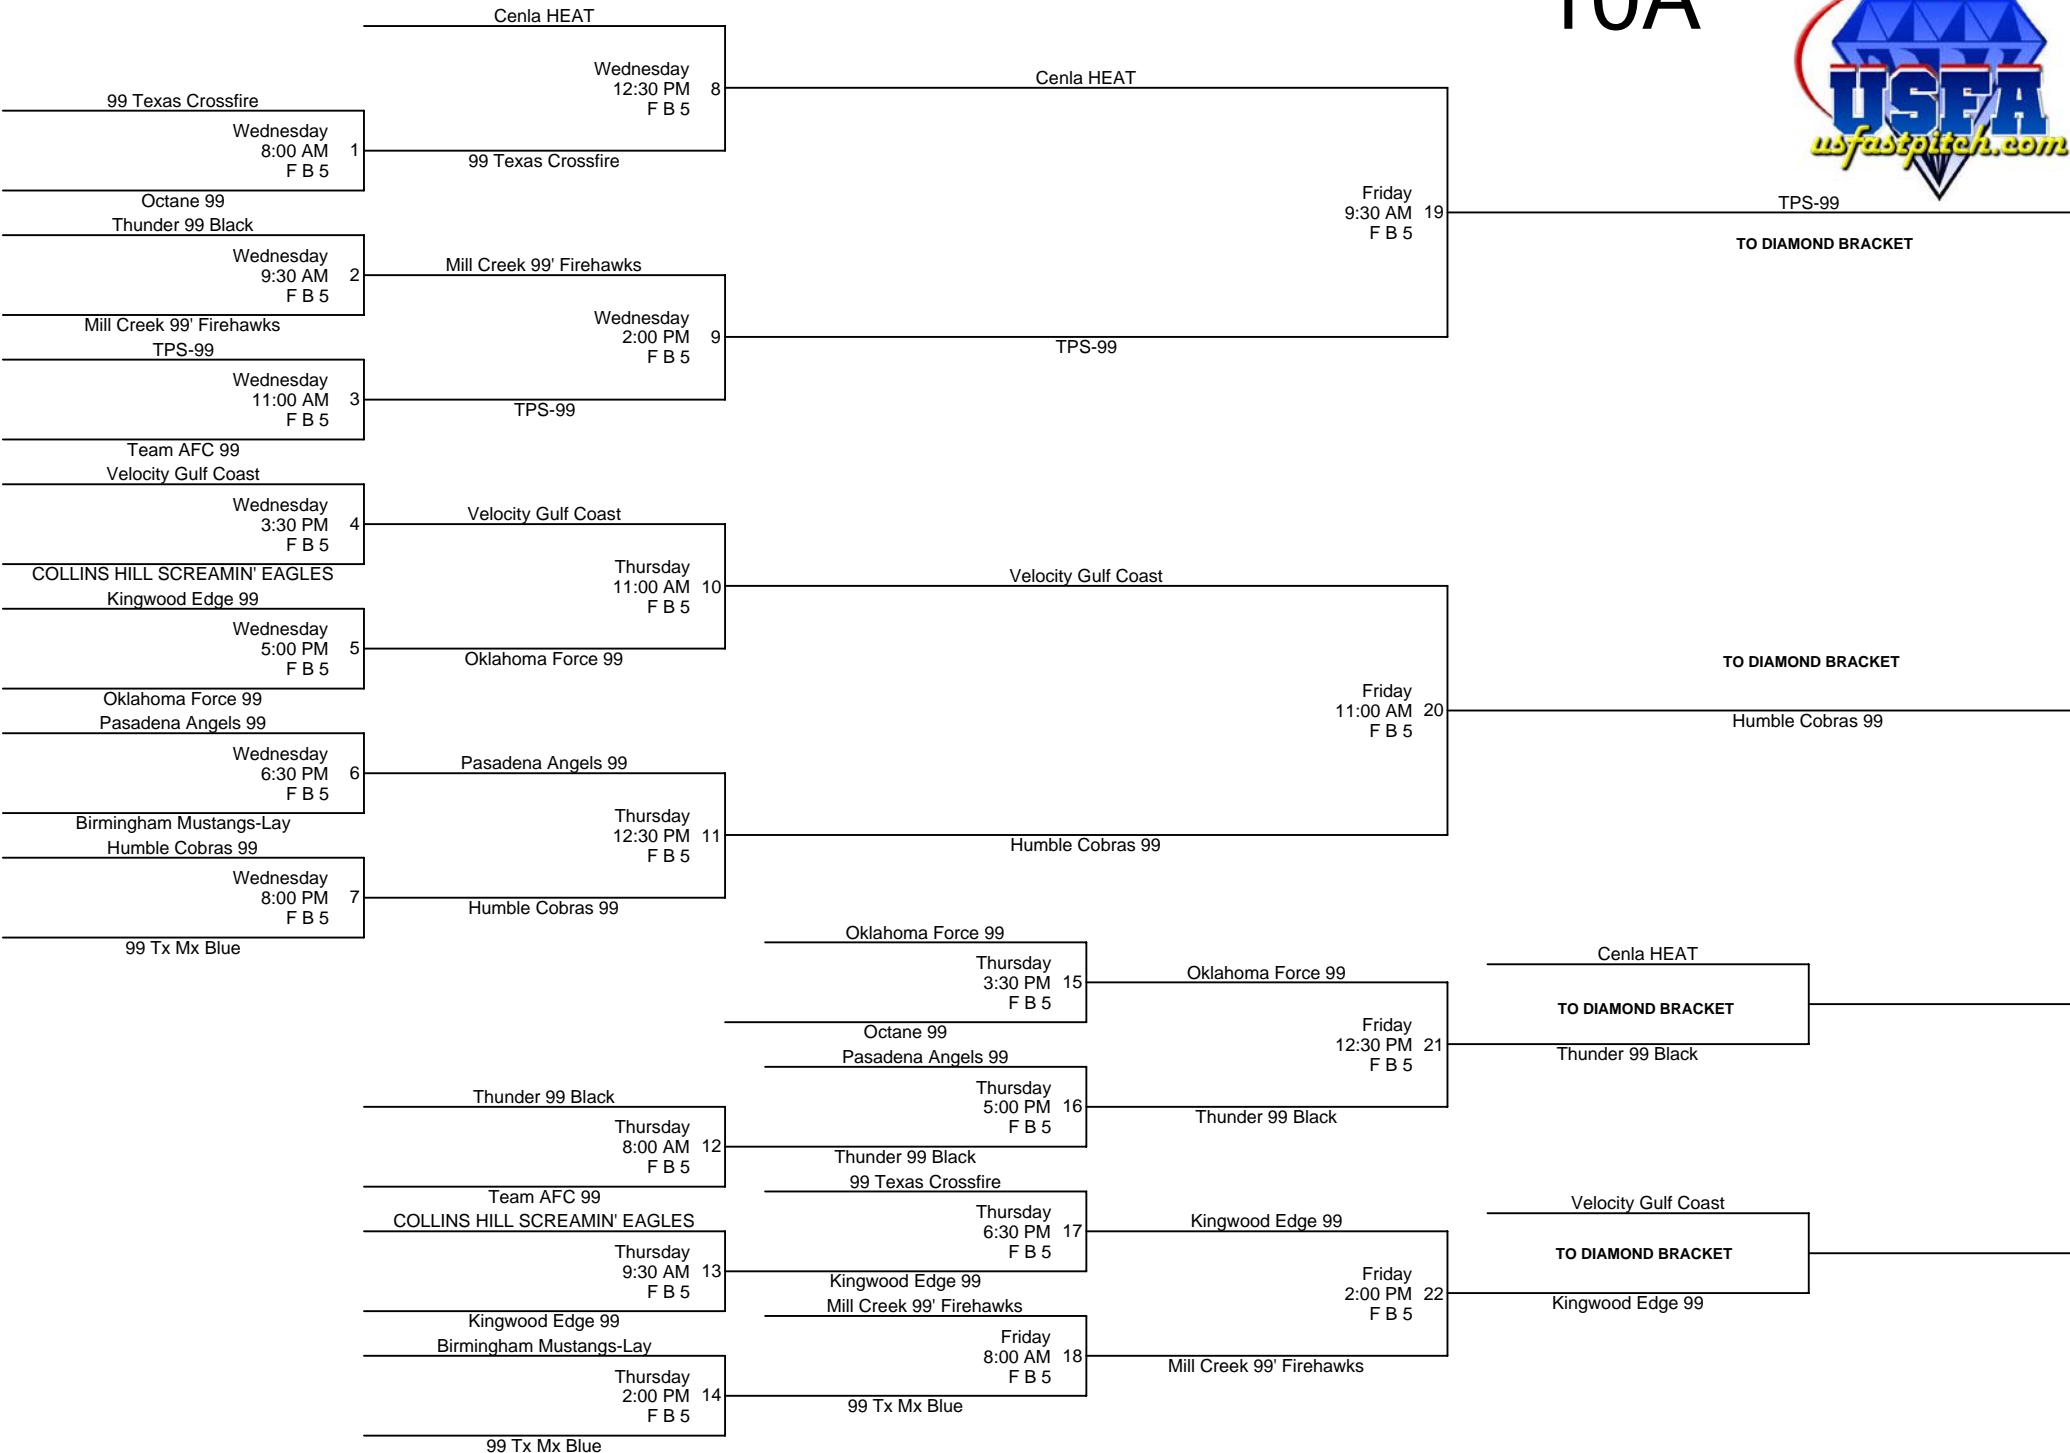 10A
USFA
usfastpitch.com
Cenla HEAT
Wednesday
12:30 PM 8
F B 5
99 Texas Crossfire
Cenla HEAT
99 Texas Crossfire
Wednesday
8:00 AM 1
F B 5
Octane 99
Thunder 99 Black
Wednesday
9:30 AM 2
F B 5
Mill Creek 99' Firehawks
Mill Creek 99' Firehawks
Wednesday
2:00 PM 9
F B 5
TPS-99
TPS-99
TPS-99
Wednesday
11:00 AM 3
F B 5
Team AFC 99
Friday
9:30 AM 19
F B 5
TPS-99
TO DIAMOND BRACKET
Velocity Gulf Coast
Wednesday
3:30 PM 4
F B 5
COLLINS HILL SCREAMIN' EAGLES
Velocity Gulf Coast
Thursday
11:00 AM 10
F B 5
Oklahoma Force 99
Velocity Gulf Coast
Kingwood Edge 99
Wednesday
5:00 PM 5
F B 5
Oklahoma Force 99
Pasadena Angels 99
Wednesday
6:30 PM 6
F B 5
Birmingham Mustangs-Lay
Pasadena Angels 99
Thursday
12:30 PM 11
F B 5
Humble Cobras 99
Humble Cobras 99
Humble Cobras 99
Wednesday
8:00 PM 7
F B 5
99 Tx Mx Blue
Friday
11:00 AM 20
F B 5
TO DIAMOND BRACKET
Humble Cobras 99
Oklahoma Force 99
Thursday
3:30 PM 15
F B 5
Octane 99
Oklahoma Force 99
Friday
12:30 PM 21
F B 5
Thunder 99 Black
Cenla HEAT
TO DIAMOND BRACKET
Thunder 99 Black
Pasadena Angels 99
Thursday
5:00 PM 16
F B 5
Thunder 99 Black
Thunder 99 Black
Thursday
8:00 AM 12
F B 5
Team AFC 99
99 Texas Crossfire
Thursday
6:30 PM 17
F B 5
Kingwood Edge 99
COLLINS HILL SCREAMIN' EAGLES
Thursday
9:30 AM 13
F B 5
Kingwood Edge 99
Kingwood Edge 99
Friday
2:00 PM 22
F B 5
Mill Creek 99' Firehawks
Velocity Gulf Coast
TO DIAMOND BRACKET
Kingwood Edge 99
Mill Creek 99' Firehawks
Friday
8:00 AM 18
F B 5
99 Tx Mx Blue
Birmingham Mustangs-Lay
Thursday
2:00 PM 14
F B 5
99 Tx Mx Blue